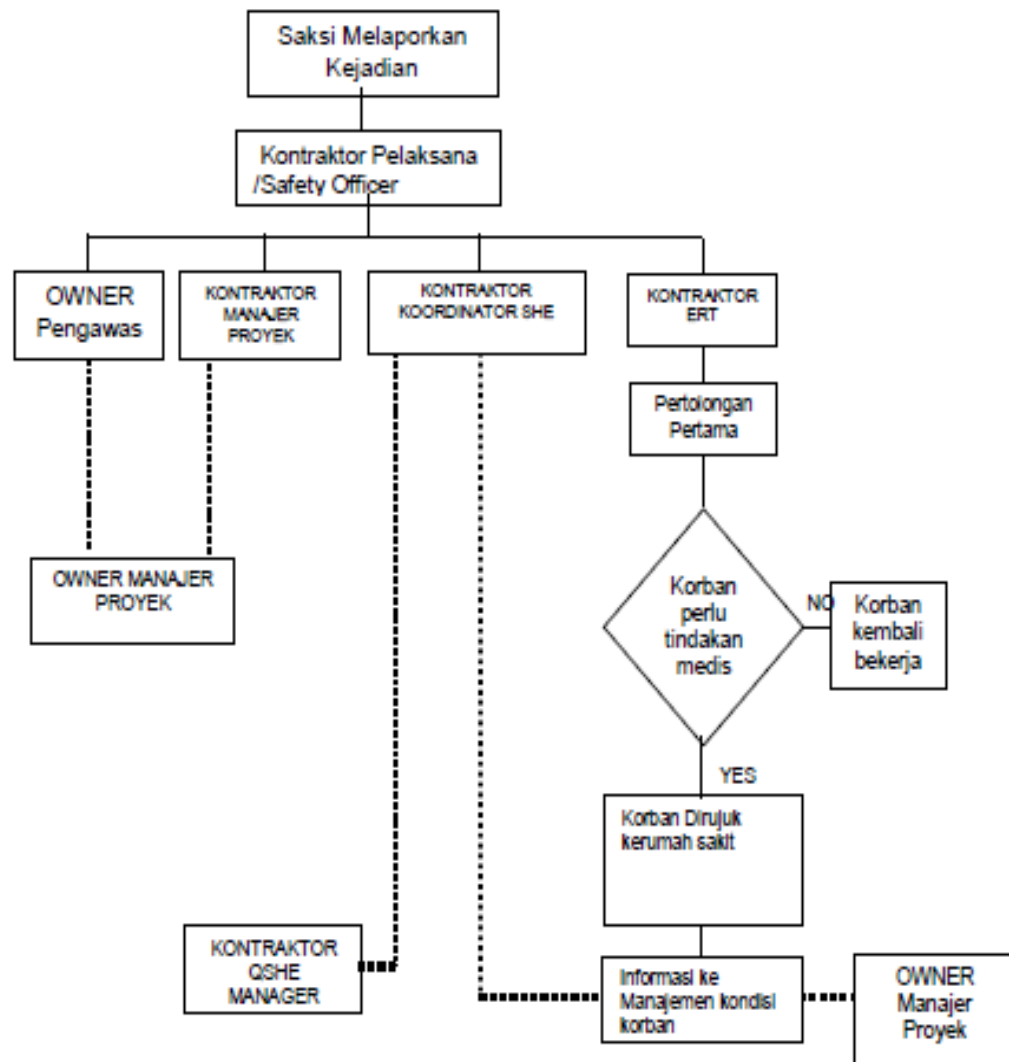 Saksi Melaporkan
Kejadian
Kontraktor Pelaksana
/Safety Officer
OWNER
Pengawas
KONTRAKTOR
MANAJER
PROYEK
KONTRAKTOR
KOORDINATOR SHE
KONTRAKTOR
ERT
Pertolongan
Pertama
OWNER MANAJER
PROYEK
Korban
perlu
tindakan
medis
NO
Korban
kembali
bekerja
YES
Korban Dirujuk
kerumah sakit
KONTRAKTOR
QSHE
MANAGER
Informasi ke
Manajemen kondisi
korban
OWNER
Manajer
Proyek